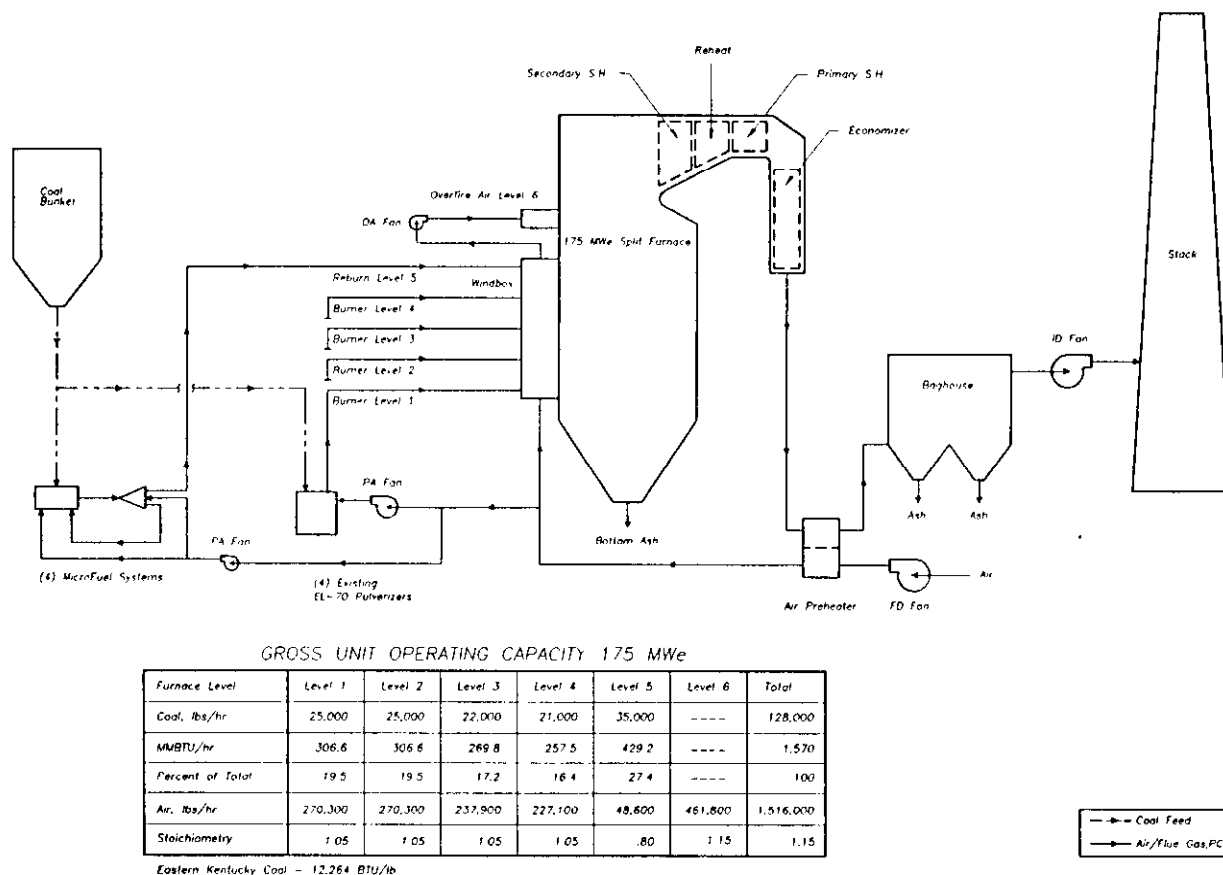 Reheat
Secondary S H
Primary S H
Economizer
Coal
Bunker
Overfire Air Level 6
OA Fan
175 MWe Split Furnace
Stack
Reburn Level 5
Windbox
Burner Level 4
Burner Level 3
Burner Level 2
Burner Level 1
ID Fan
Baghouse
PA Fan
Ash
Ash
Bottom Ash
PA Fan
(4) MicroFuel Systems
(4) Existing
EL-70 Pulverizers
Air
Air Preheater
FD Fan
GROSS UNIT OPERATING CAPACITY 175 MWe
Furnace Level Level 1 Level 2 Level 3 Level 4 Level 5 Level 6 Total
Coal, lbs/hr 25,000 25,000 22,000 21,000 35,000 ---- 128,000
MMBTU/hr 306.6 306.6 269.8 257.5 429.2 ---- 1,570
Percent of Total 19.5 19.5 17.2 16.4 27.4 ---- 100
Air, lbs/hr 270,300 270,300 237,900 227,100 48,600 461,800 1,516,000
Stoichiometry 1.05 1.05 1.05 1.05 .80 1.15 1.15
Eastern Kentucky Coal - 12,264 BTU/lb
Coal Feed
Air/Flue Gas,PC